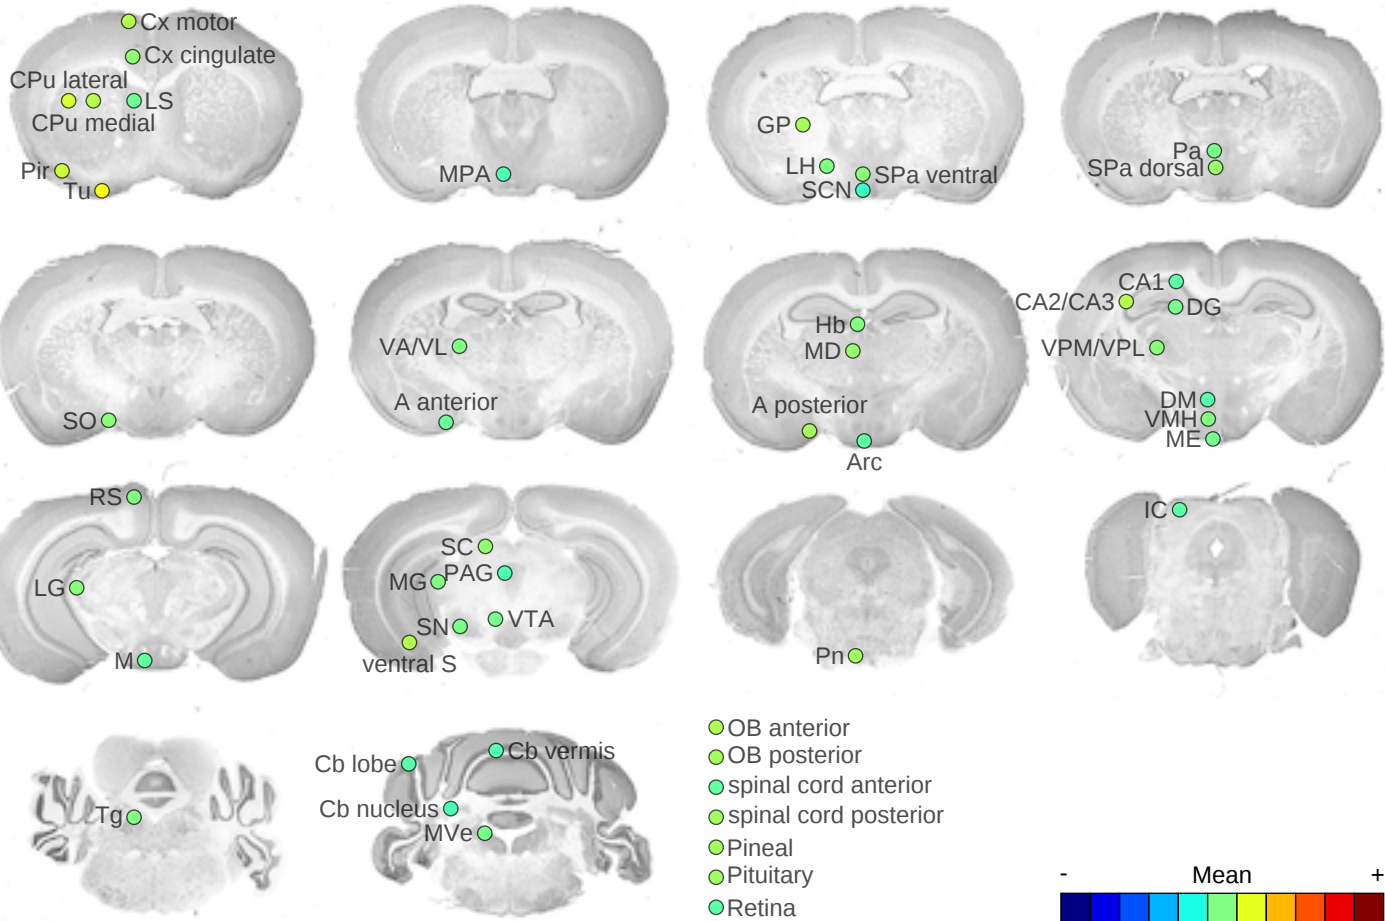 Cx motor
Cx cingulate
CPu lateral
LS
CPu medial
Pir
Tu
MPA
GP
LH
SPa ventral
SCN
Pa
SPa dorsal
SO
VA/VL
A anterior
Hb
MD
A posterior
Arc
CA1
CA2/CA3
DG
VPM/VPL
DM
VMH
ME
RS
LG
M
SC
MG
PAG
SN
VTA
ventral S
Pn
IC
Tg
Cb lobe
Cb vermis
Cb nucleus
MVe
OB anterior
OB posterior
spinal cord anterior
spinal cord posterior
Pineal
Pituitary
Retina
- Mean +